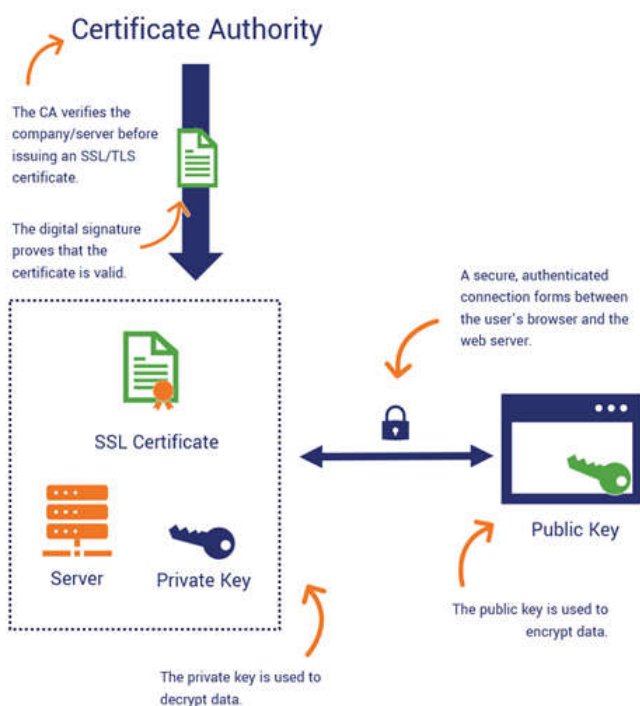 Certificate Authority
The CA verifies the
company/server before
issuing an SSL/TLS
certificate.
The digital signature
proves that the
certificate is valid.
A secure, authenticated
connection forms between
the user's browser and the
web server.
SSL Certificate
Server
Private Key
Public Key
The public key is used to
encrypt data.
The private key is used to
decrypt data.